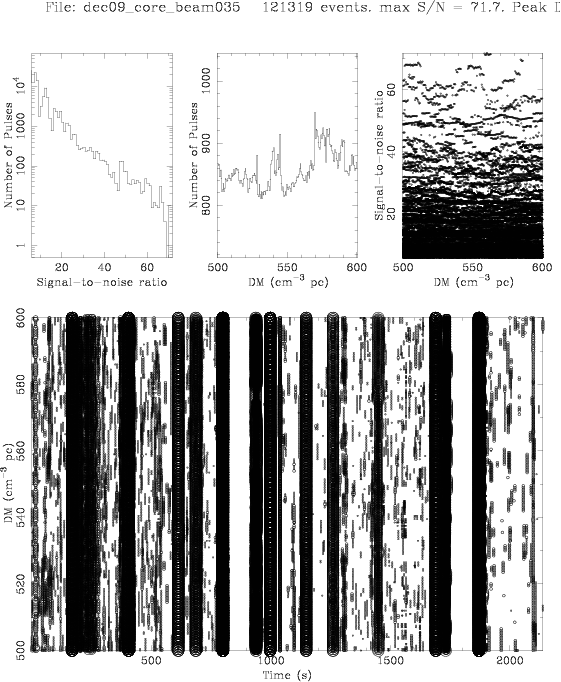 File: dec09_core_beam035 121319 events. max S/N = 71.7. Peak D
Number of Pulses
10⁴
1000
100
10
1
20 40 60
Signal-to-noise ratio
Number of Pulses
1000
900
800
500 550 600
DM (cm⁻³ pc)
Signal-to-noise ratio
60
40
20
500 550 600
DM (cm⁻³ pc)
DM (cm⁻³ pc)
600
580
560
540
520
500
500 1000 1500 2000
Time (s)